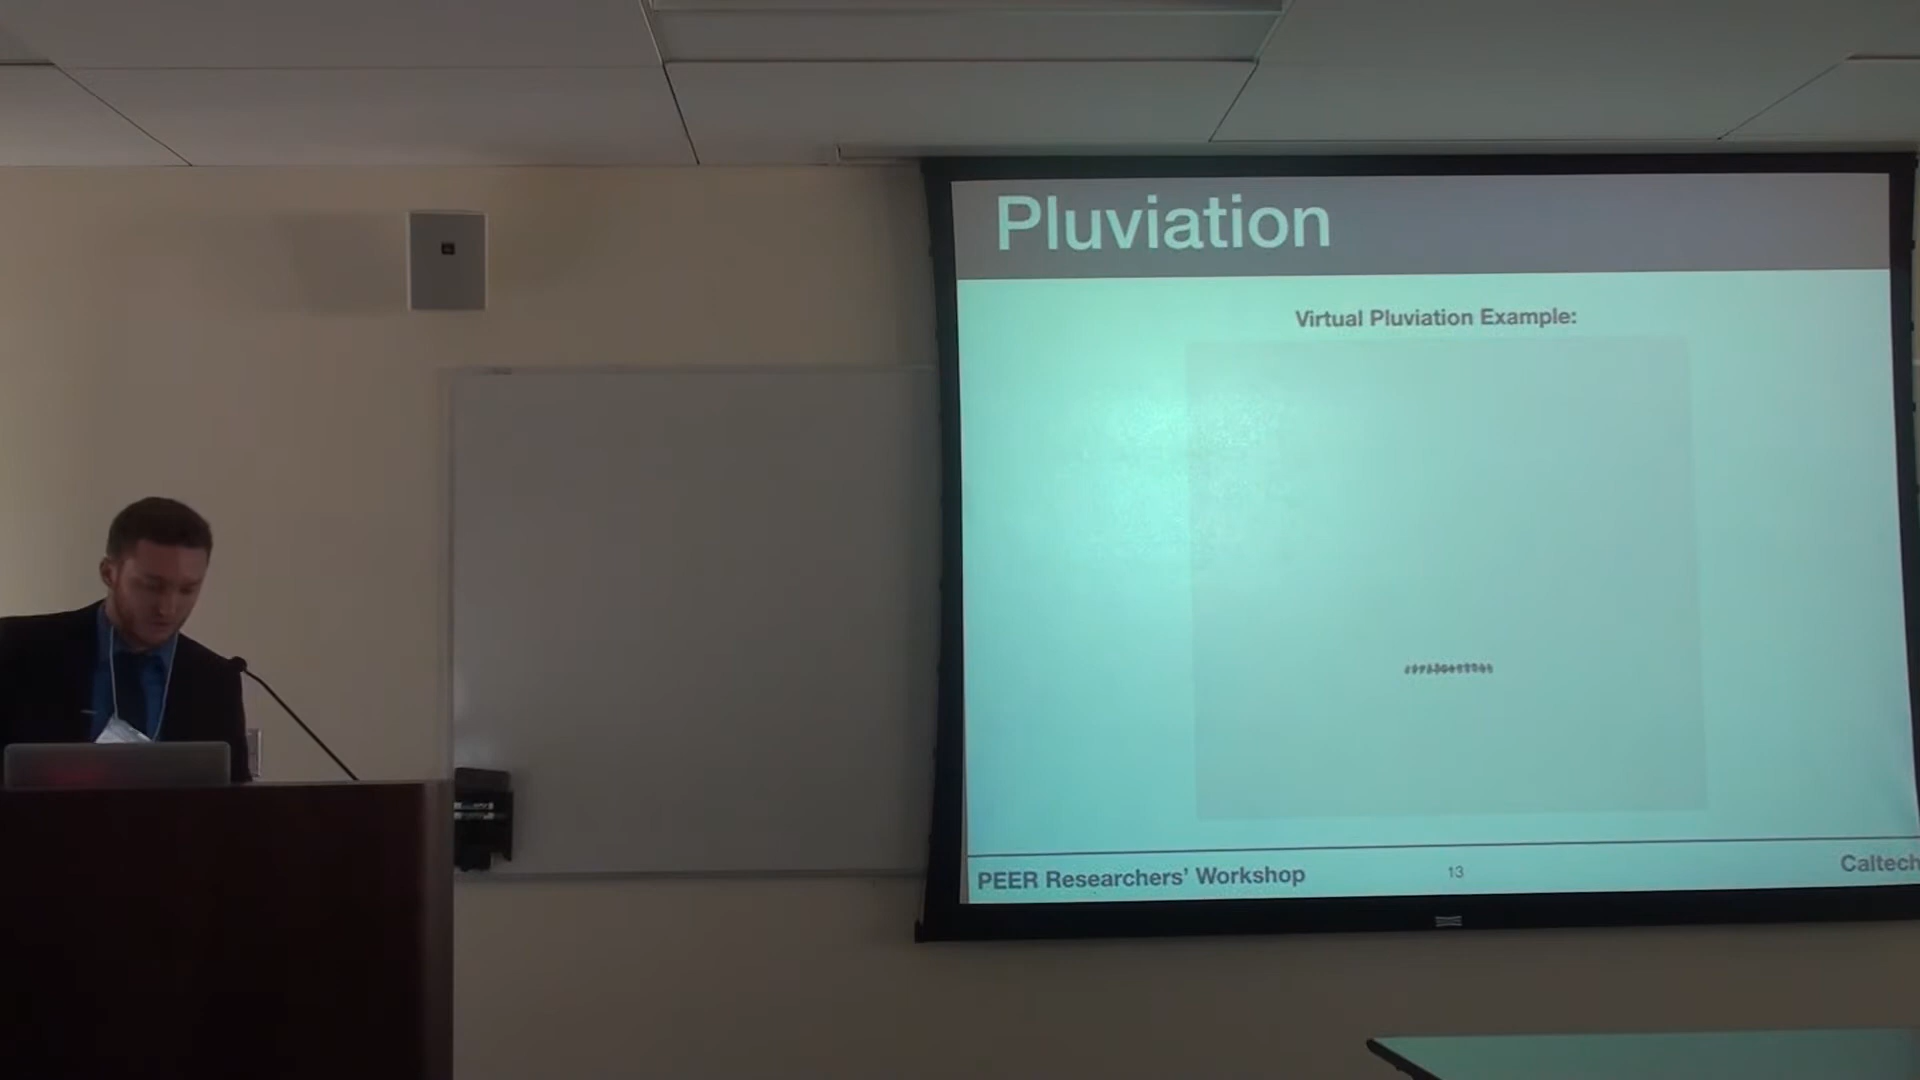 Pluviation
Virtual Pluviation Example:
PEER Researchers' Workshop
13
Caltech